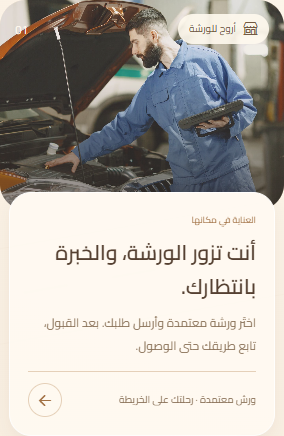 01
أروح للورشة
العناية في مكانها
أنت تزور الورشة، والخبرة
بانتظارك.
اختَر ورشة معتمدة وأرسل طلبك. بعد القبول،
تابع طريقك حتى الوصول.
ورش معتمدة · رحلتك على الخريطة